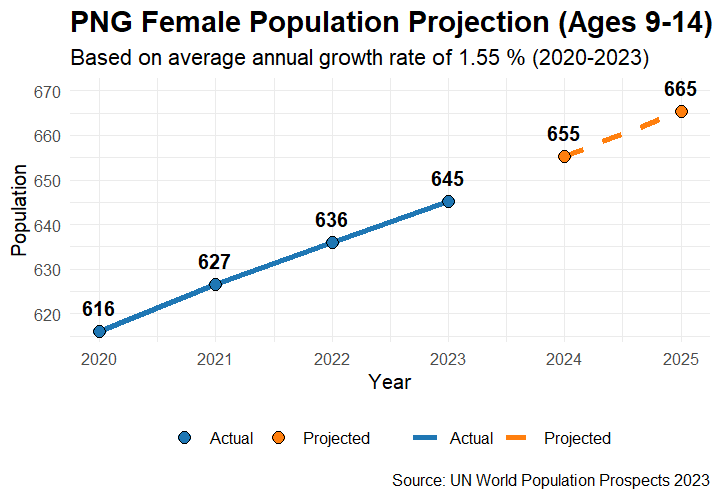 PNG Female Population Projection (Ages 9-14)
Based on average annual growth rate of 1.55 % (2020-2023)
670
660
650
640
630
620
Population
616
627
636
645
655
665
2020 2021 2022 2023 2024 2025
Year
Actual Projected Actual Projected
Source: UN World Population Prospects 2023